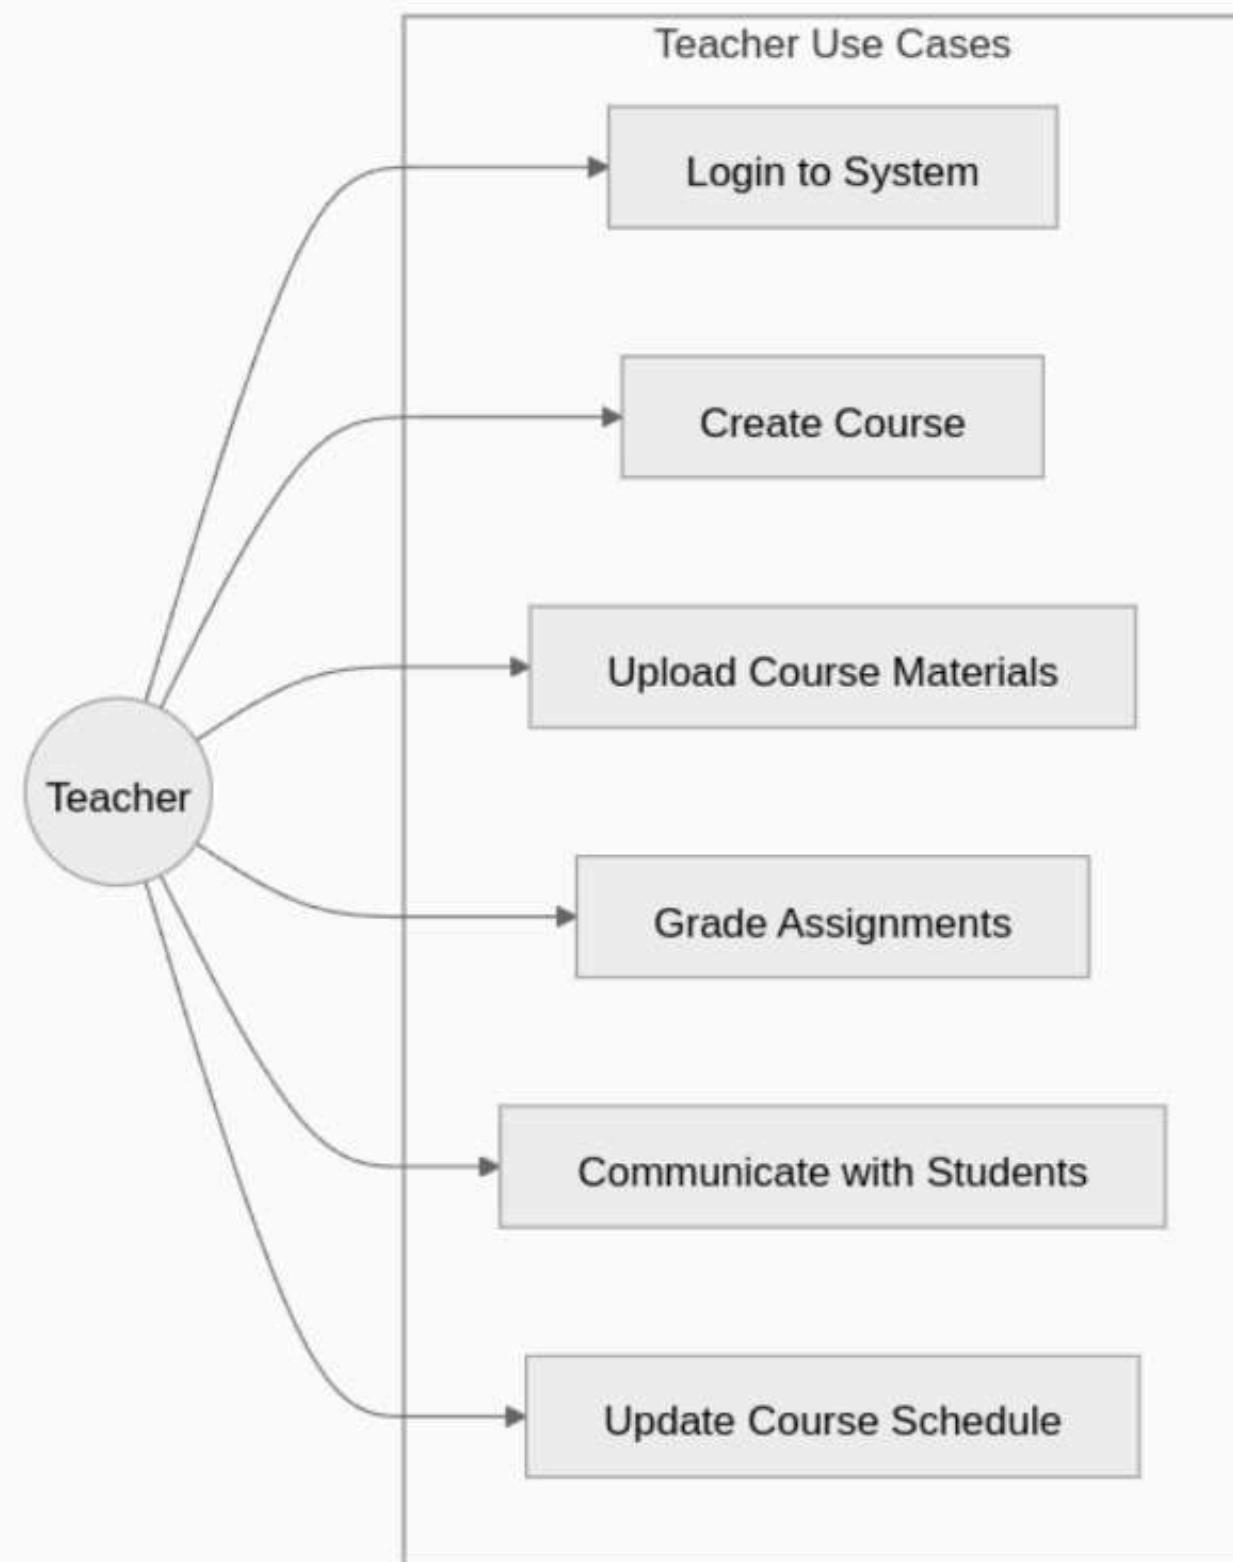 Teacher Use Cases
Login to System
Create Course
Upload Course Materials
Teacher
Grade Assignments
Communicate with Students
Update Course Schedule